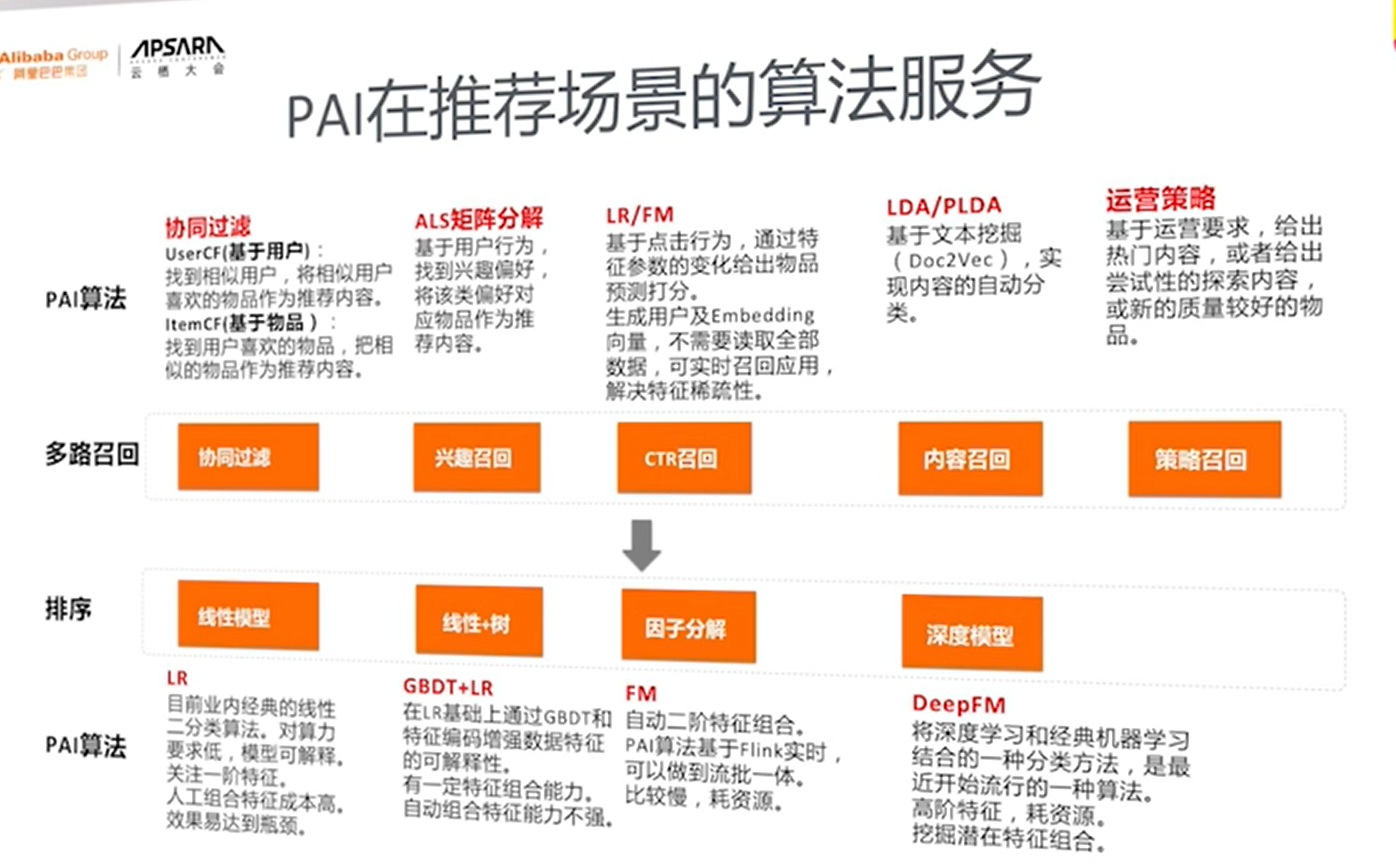 Alibaba Group
阿里巴巴集团
APSARA
云栖大会
PAI在推荐场景的算法服务
PAI算法
协同过滤
UserCF(基于用户)：
找到相似用户，将相似用户
喜欢的物品作为推荐内容。
ItemCF(基于物品）：
找到用户喜欢的物品，把相
似的物品作为推荐内容。
ALS矩阵分解
基于用户行为，
找到兴趣偏好，
将该类偏好对
应物品作为推
荐内容。
LR/FM
基于点击行为，通过特
征参数的变化给出物品
预测打分。
生成用户及Embedding
向量，不需要读取全部
数据，可实时召回应用，
解决特征稀疏性。
LDA/PLDA
基于文本挖掘
（Doc2Vec），实
现内容的自动分
类。
运营策略
基于运营要求，给出
热门内容，或者给出
尝试性的探索内容，
或新的质量较好的物
品。
多路召回
协同过滤
兴趣召回
CTR召回
内容召回
策略召回
排序
线性模型
线性+树
因子分解
深度模型
PAI算法
LR
目前业内经典的线性
二分类算法。对算力
要求低，模型可解释。
关注一阶特征。
人工组合特征成本高。
效果易达到瓶颈。
GBDT+LR
在LR基础上通过GBDT和
特征编码增强数据特征
的可解释性。
有一定特征组合能力。
自动组合特征能力不强。
FM
自动二阶特征组合。
PAI算法基于Flink实时，
可以做到流批一体。
比较慢，耗资源。
DeepFM
将深度学习和经典机器学习
结合的一种分类方法，是最
近开始流行的一种算法。
高阶特征，耗资源。
挖掘潜在特征组合。